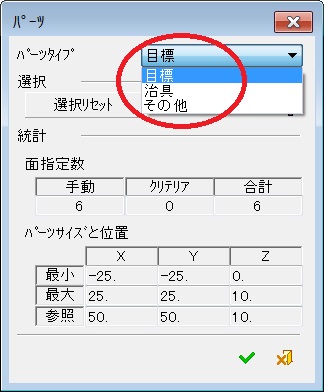 ﾊﾟｰﾂ
ﾊﾟｰﾂﾀｲﾌﾟ 目標
目標
選択
治具
選択リセット その他
統計
面指定数
手動 ｸﾘﾃﾘｱ 合計
6 0 6
ﾊﾟｰﾂｻｲｽﾞと位置
X Y Z
最小 -25. -25. 0.
最大 25. 25. 10.
参照 50. 50. 10.